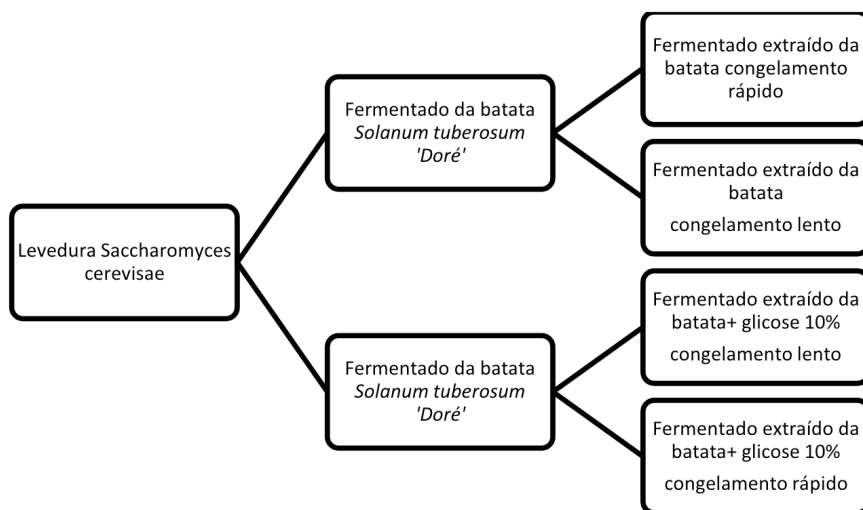 Levedura Saccharomyces
cerevisae
Fermentado da batata
Solanum tuberosum
'Doré'
Fermentado extraído da
batata congelamento
rápido
Fermentado extraído da
batata
congelamento lento
Fermentado da batata
Solanum tuberosum
'Doré'
Fermentado extraído da
batata+ glicose 10%
congelamento lento
Fermentado extraído da
batata+ glicose 10%
congelamento rápido